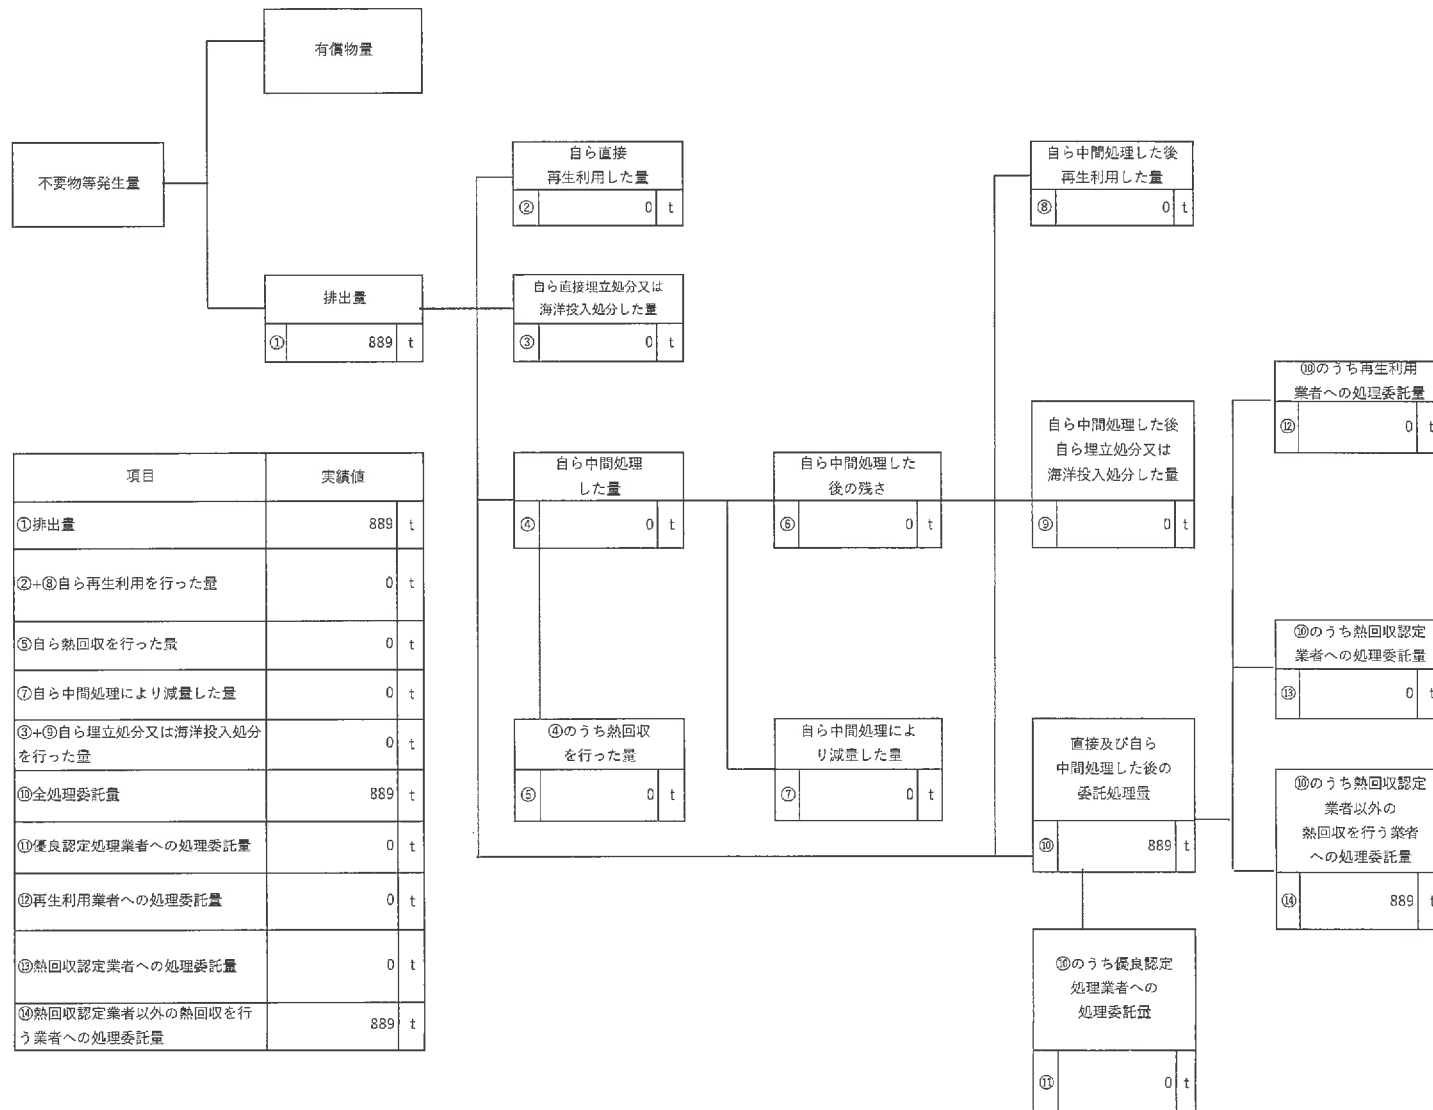 有償物量
不要物等発生量
排出量
① 889 t
自ら直接
再生利用した量
② 0 t
自ら直接埋立処分又は
海洋投入処分した量
③ 0 t
自ら中間処理
した量
④ 0 t
④のうち熱回収
を行った量
⑤ 0 t
自ら中間処理した
後の残さ
⑥ 0 t
自ら中間処理によ
り減量した量
⑦ 0 t
自ら中間処理した後
再生利用した量
⑧ 0 t
自ら中間処理した後
自ら埋立処分又は
海洋投入処分した量
⑨ 0 t
直接及び自ら
中間処理した後の
委託処理量
⑩ 889 t
⑩のうち優良認定
処理業者への
処理委託量
⑪ 0 t
⑩のうち再生利用
業者への処理委託量
⑫ 0 t
⑩のうち熱回収認定
業者への処理委託量
⑬ 0 t
⑩のうち熱回収認定
業者以外の
熱回収を行う業者
への処理委託量
⑭ 889 t
項目 実績値
①排出量 889 t
②+⑧自ら再生利用を行った量 0 t
⑤自ら熱回収を行った量 0 t
⑦自ら中間処理により減量した量 0 t
③+⑨自ら埋立処分又は海洋投入処分
を行った量 0 t
⑩全処理委託量 889 t
⑪優良認定処理業者への処理委託量 0 t
⑫再生利用業者への処理委託量 0 t
⑬熱回収認定業者への処理委託量 0 t
⑭熱回収認定業者以外の熱回収を行
う業者への処理委託量 889 t